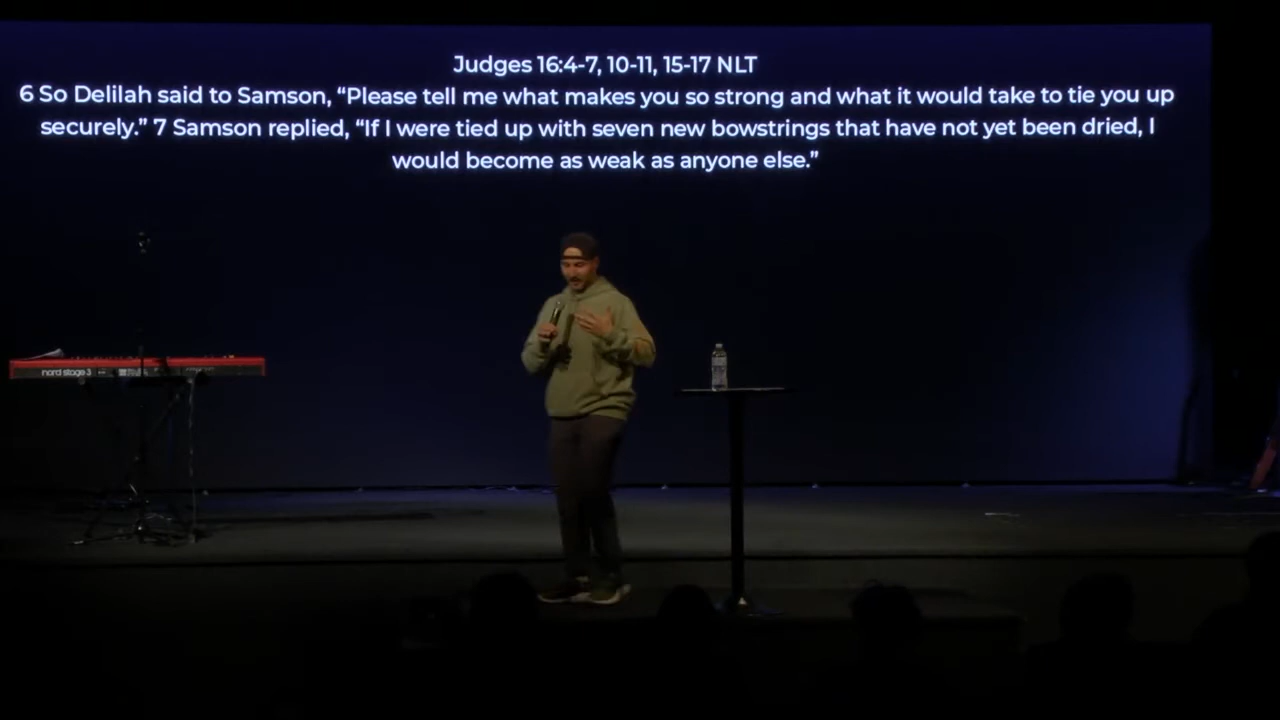 Judges 16:4-7, 10-11, 15-17 NLT
6 So Delilah said to Samson, “Please tell me what makes you so strong and what it would take to tie you up
securely.” 7 Samson replied, “If I were tied up with seven new bowstrings that have not yet been dried, I
would become as weak as anyone else.”
nord stage 3